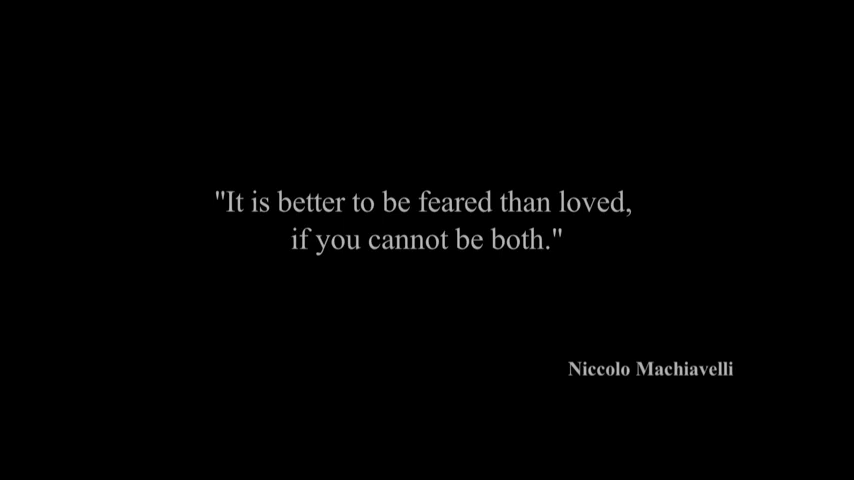 "It is better to be feared than loved,
if you cannot be both."
Niccolo Machiavelli